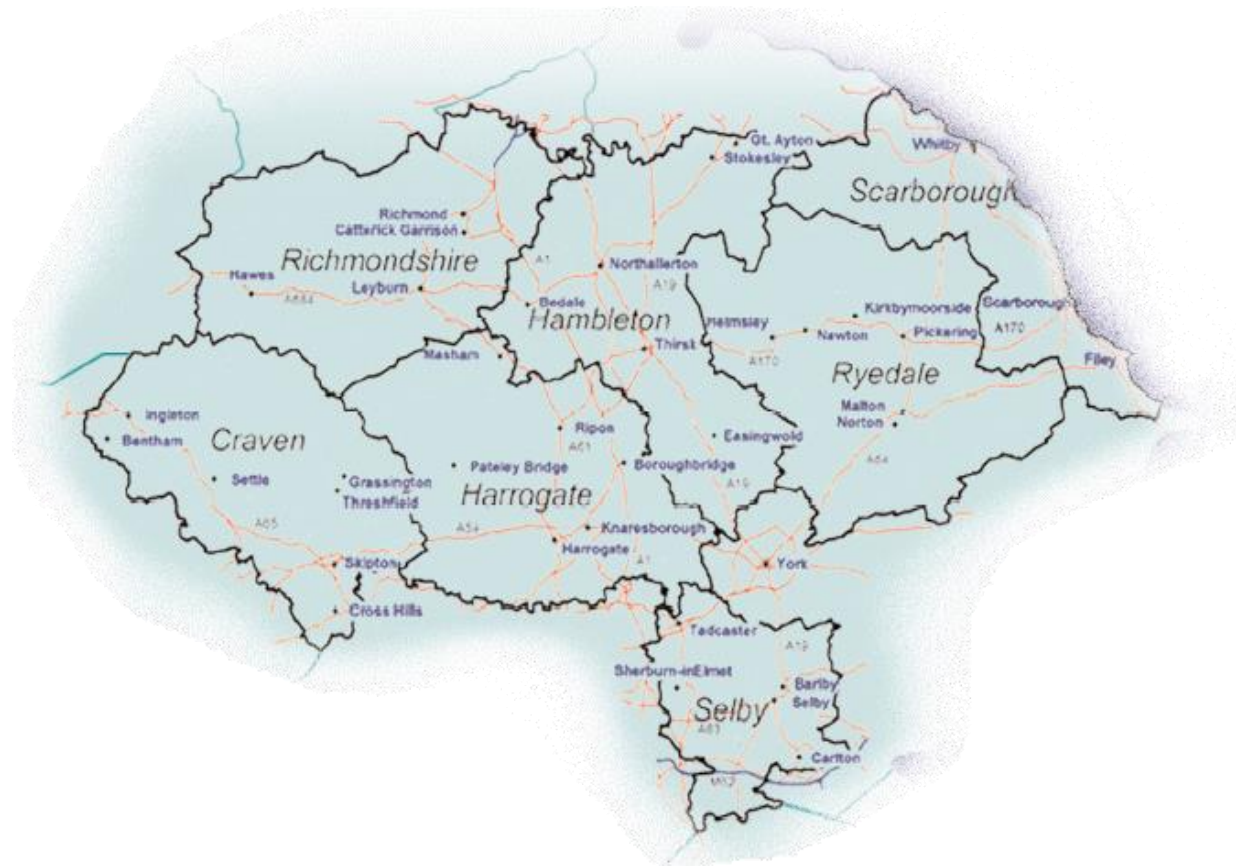 Gt. Ayton
Whitby
Stokesley
Scarborough
Richmond
Catterick Garrison
Richmondshire
A1
Northallerton
Hawes
A684
Leyburn
A19
Bedale
Hambleton
Helmsley
Kirkbymoorside
Scarborough
Newton
Pickering
A170
Masham
Thirsk
A170
Ryedale
Filey
Ingleton
Malton
Norton
Bentham
Craven
Ripon
A61
Easingwold
Settle
Grassington
Threshfield
Pateley Bridge
Boroughbridge
A64
Harrogate
A19
A65
A59
Knaresborough
Harrogate
A1
Skipton
York
Cross Hills
Tadcaster
A19
Sherburn-inElmet
Barlby
Selby
Selby
A63
Carlton
M62